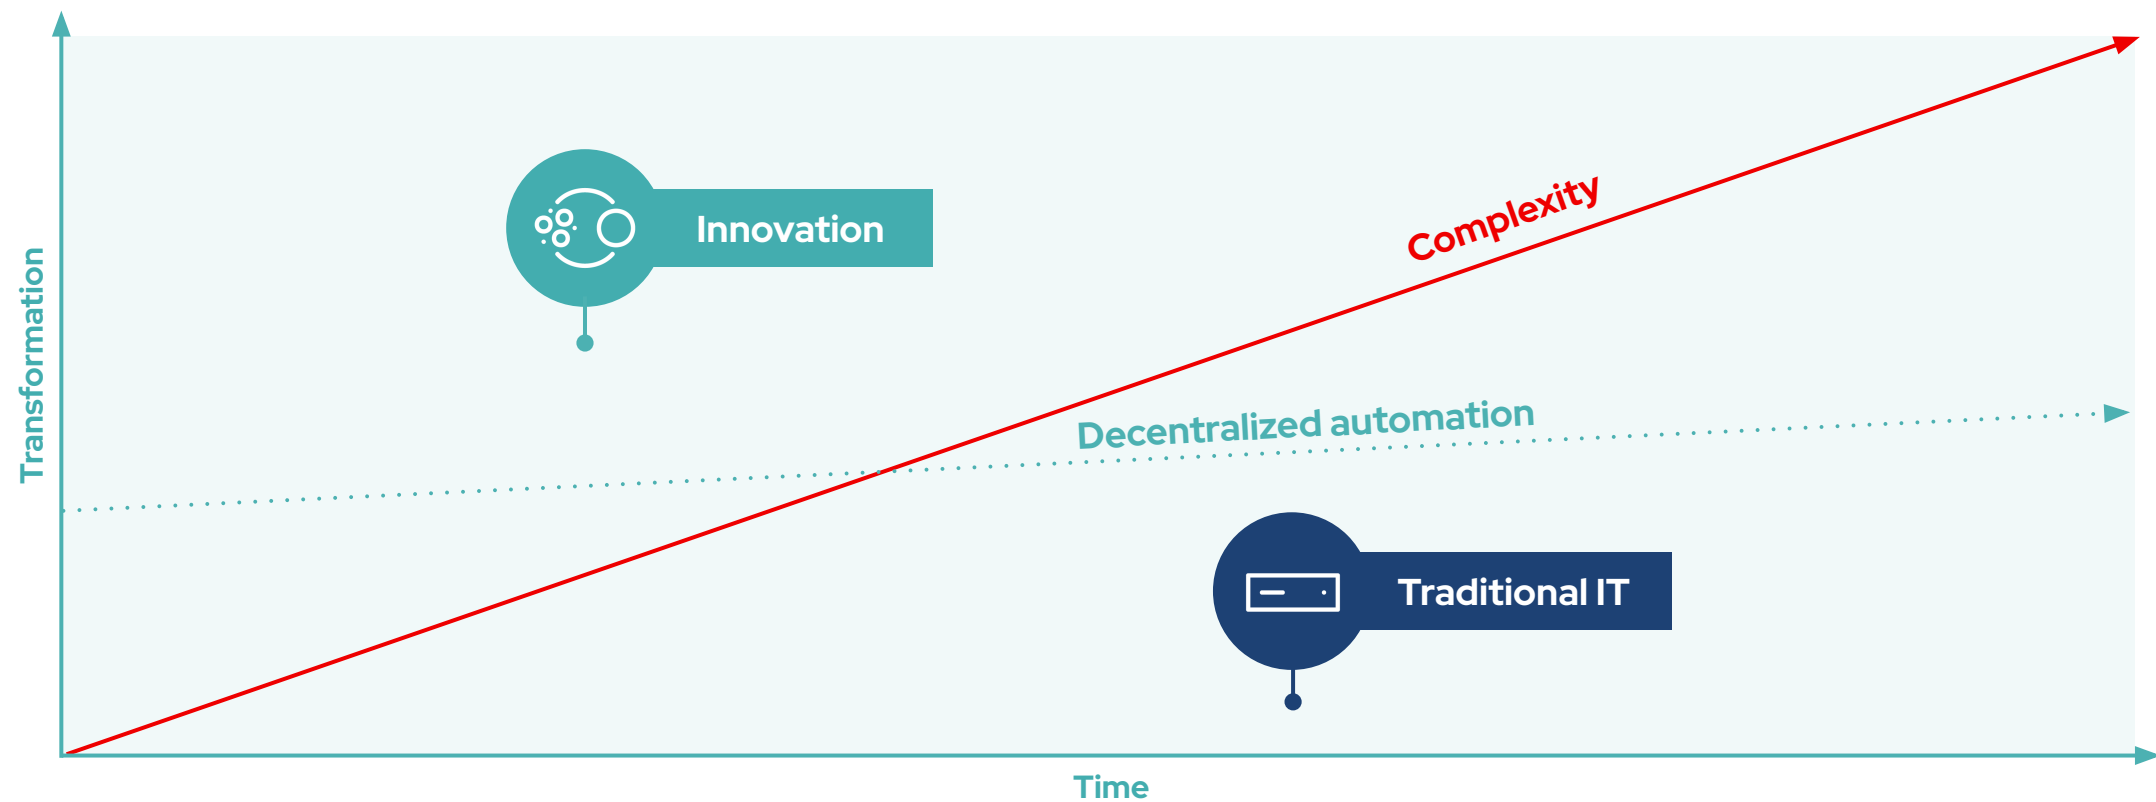 Innovation
Complexity
Transformation
Decentralized automation
Traditional IT
Time